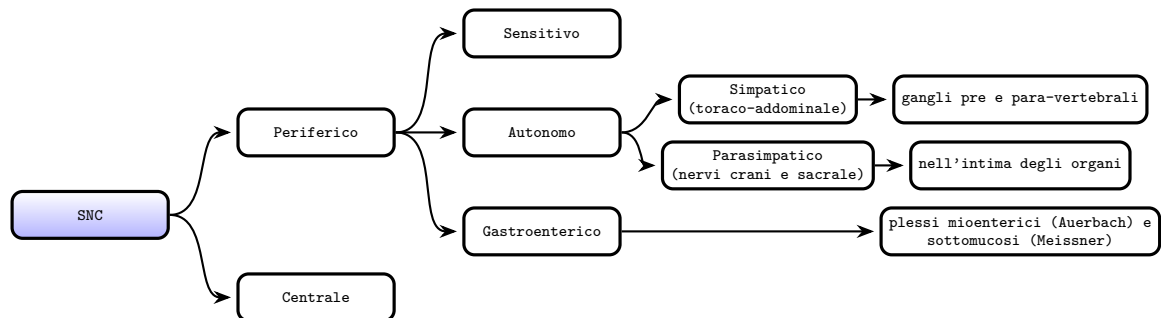 Sensitivo
Simpatico
(toraco-addominale)
gangli pre e para-vertebrali
Periferico
Autonomo
Parasimpatico
(nervi crani e sacrale)
nell'intima degli organi
SNC
Gastroenterico
plessi mioenterici (Auerbach) e
sottomucosi (Meissner)
Centrale